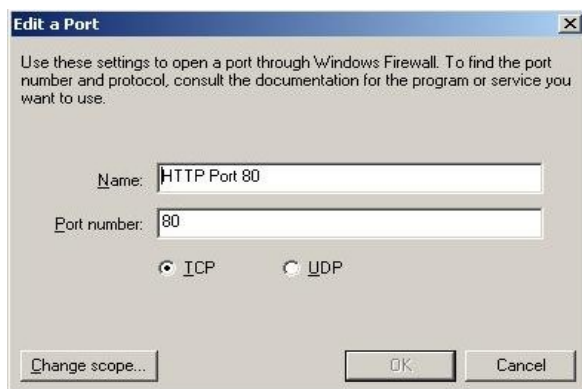 Edit a Port
Use these settings to open a port through Windows Firewall. To find the port
number and protocol, consult the documentation for the program or service you
want to use.
Name: HTTP Port 80
Port number: 80
TCP UDP
Change scope... OK Cancel